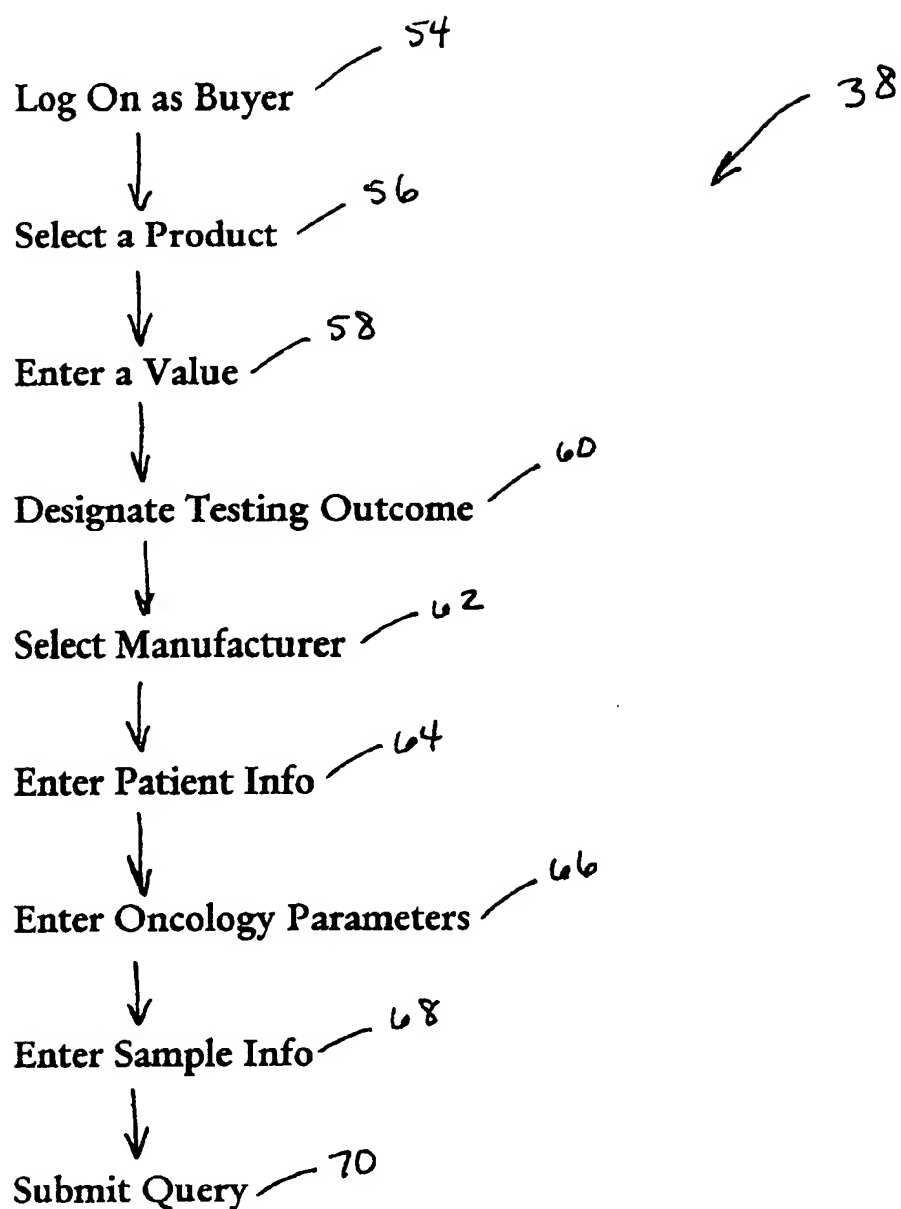 54
Log On as Buyer
38
56
Select a Product
58
Enter a Value
60
Designate Testing Outcome
62
Select Manufacturer
64
Enter Patient Info
66
Enter Oncology Parameters
68
Enter Sample Info
70
Submit Query